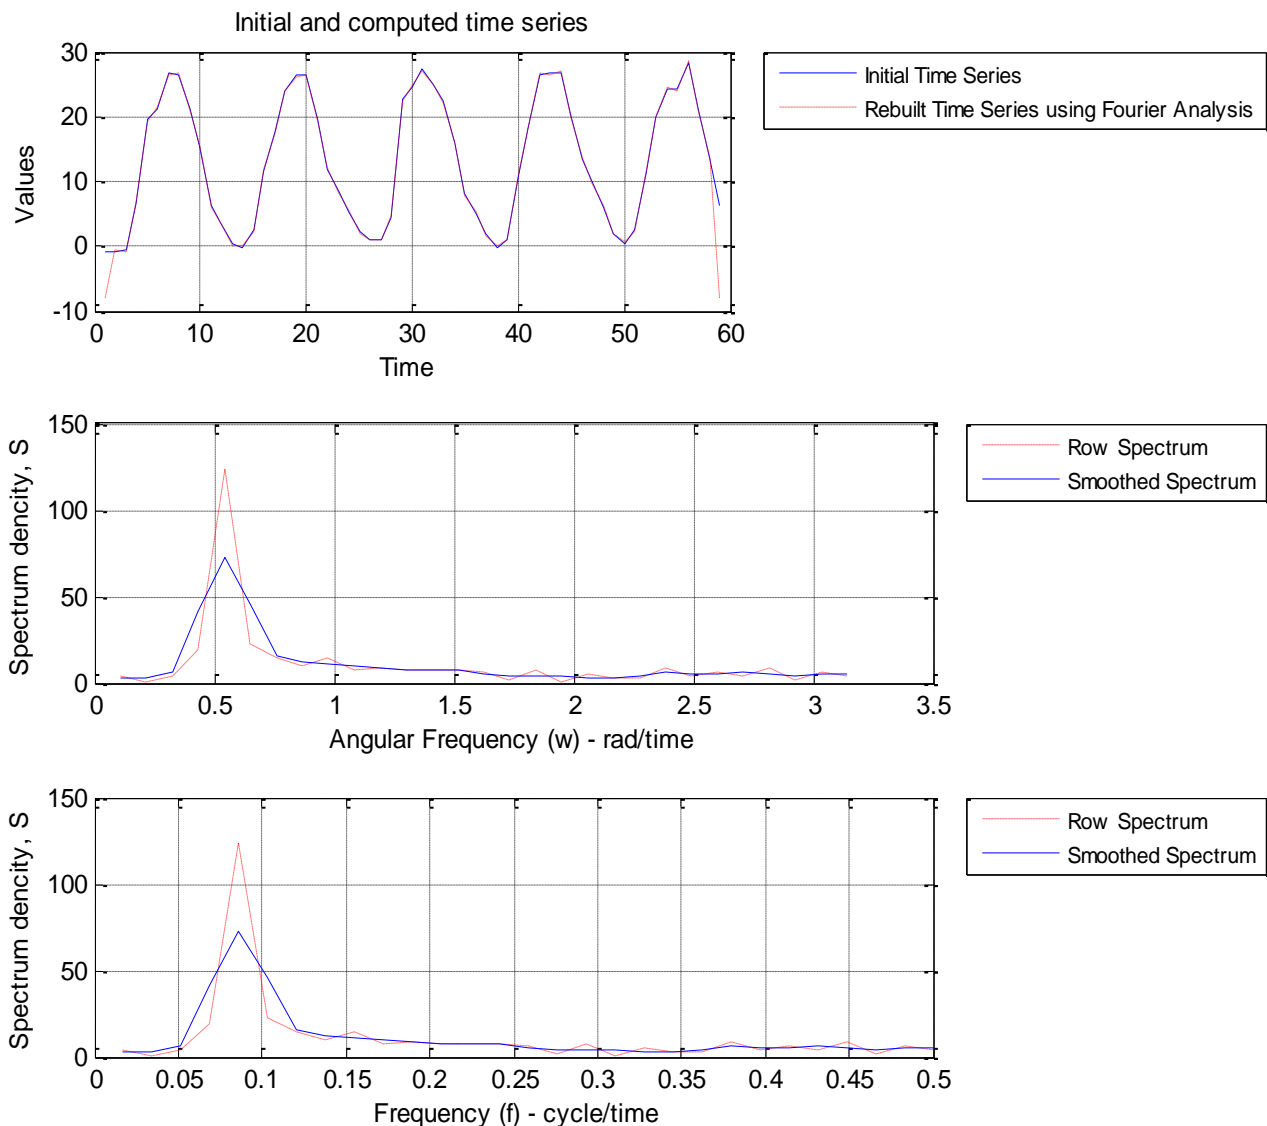 Initial and computed time series
30
20
10
0
-10
Values
0 10 20 30 40 50 60
Time
Initial Time Series
Rebuilt Time Series using Fourier Analysis
150
100
50
0
Spectrum dencity, S
0 0.5 1 1.5 2 2.5 3 3.5
Angular Frequency (w) - rad/time
Row Spectrum
Smoothed Spectrum
150
100
50
0
Spectrum dencity, S
0 0.05 0.1 0.15 0.2 0.25 0.3 0.35 0.4 0.45 0.5
Frequency (f) - cycle/time
Row Spectrum
Smoothed Spectrum